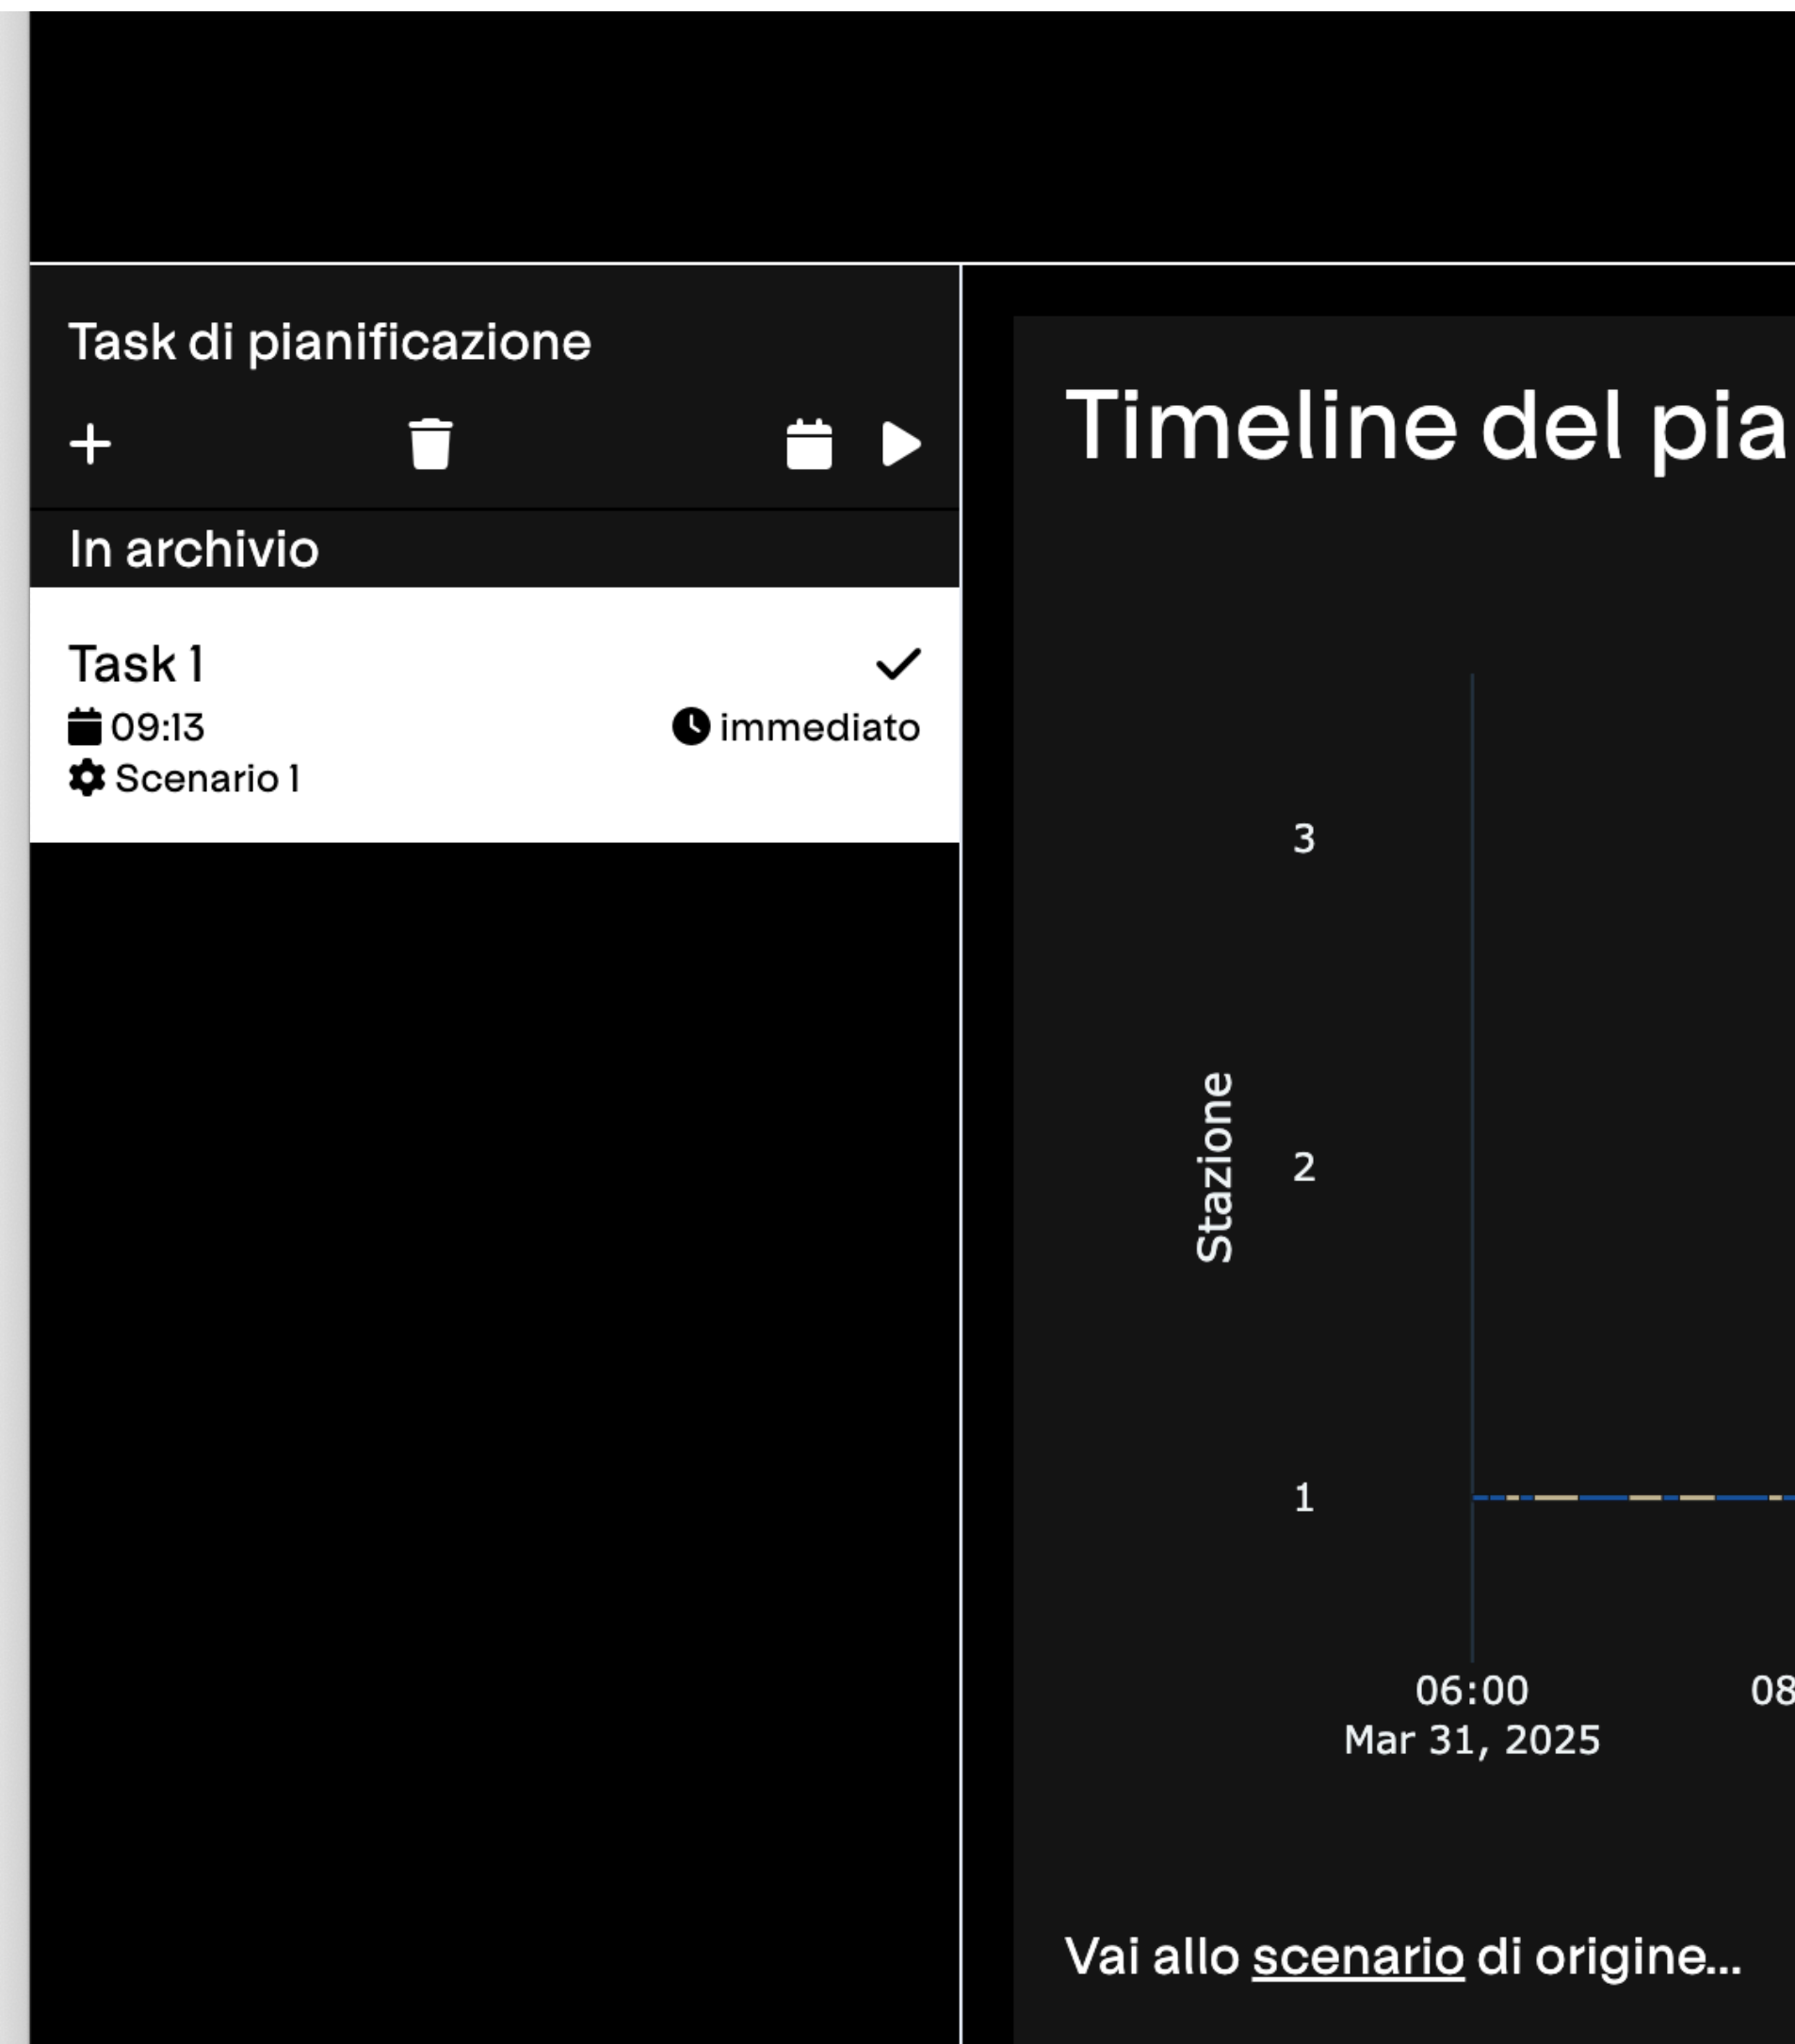 Task di pianificazione
In archivio
Task 1
09:13
immediato
Scenario 1
Timeline del pia
3
2
1
Stazione
06:00
08
Mar 31, 2025
Vai allo scenario di origine...